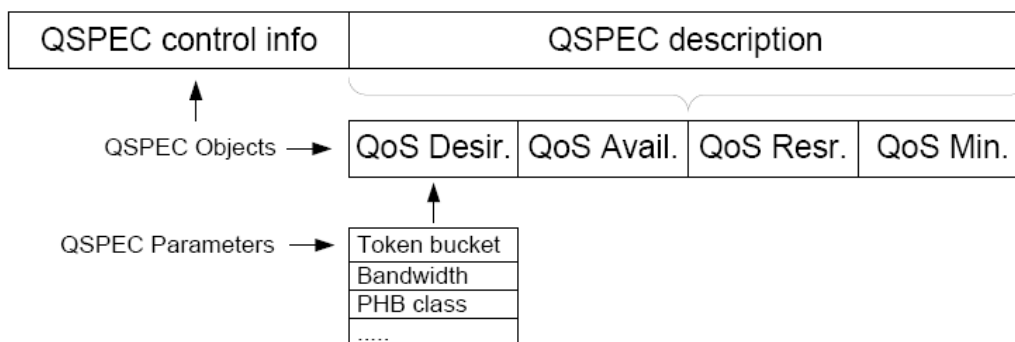 QSPEC control info
QSPEC description
QSPEC Objects
QoS Desir.
QoS Avail.
QoS Resr.
QoS Min.
QSPEC Parameters
Token bucket
Bandwidth
PHB class
.....